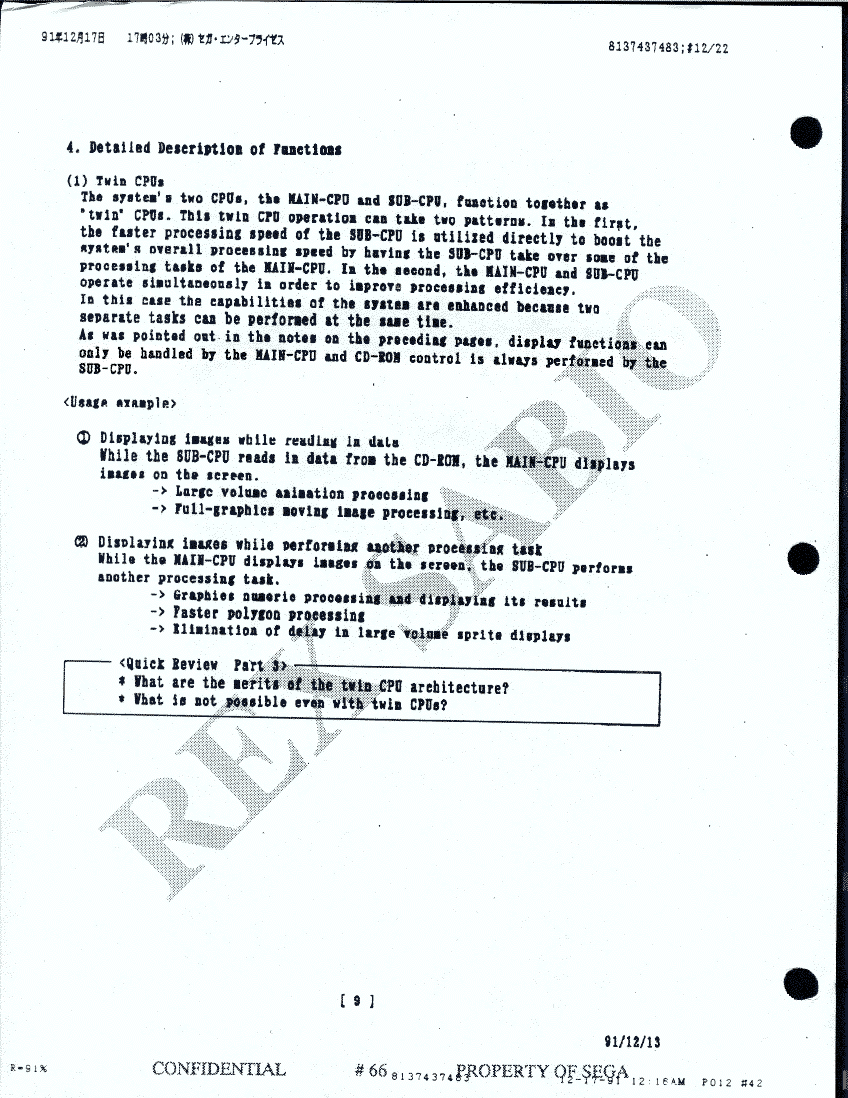 91年12月17日 17時03分; (株)セガ・エンタープライゼス
8137437483;#12/22
4. Detailed Description of Functions
(1) Twin CPUs
The system's two CPUs, the MAIN-CPU and SUB-CPU, function together as
"twin" CPUs. This twin CPU operation can take two patterns. In the first,
the faster processing speed of the SUB-CPU is utilized directly to boost the
system's overall processing speed by having the SUB-CPU take over some of the
processing tasks of the MAIN-CPU. In the second, the MAIN-CPU and SUB-CPU
operate simultaneously in order to improve processing efficiency.
In this case the capabilities of the system are enhanced because two
separate tasks can be performed at the same time.
As was pointed out in the notes on the preceding pages, display functions can
only be handled by the MAIN-CPU and CD-ROM control is always performed by the
SUB-CPU.
<Usage example>
① Displaying images while reading in data
While the SUB-CPU reads in data from the CD-ROM, the MAIN-CPU displays
images on the screen.
-> Large volume animation processing
-> Full-graphics moving image processing, etc.
② Displaying images while performing another processing task
While the MAIN-CPU displays images on the screen, the SUB-CPU performs
another processing task.
-> Graphics numeric processing and displaying its results
-> Faster polygon processing
-> Elimination of delay in large volume sprite displays
<Quick Review Part 3>
* What are the merits of the twin CPU architecture?
* What is not possible even with twin CPUs?
REX SABIO
[ 9 ]
91/12/13
R=91%
CONFIDENTIAL
#66
8137437483
PROPERTY OF SEGA
12-17-91 12:16AM P012 #42